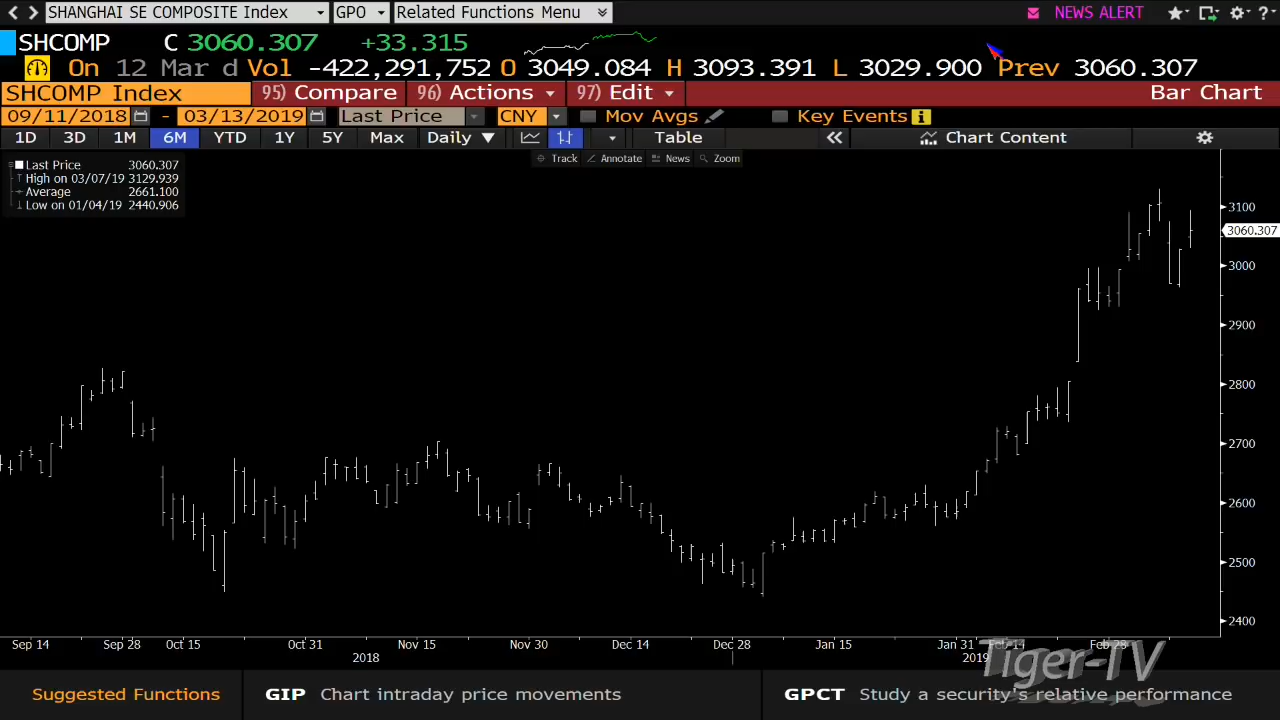 SHANGHAI SE COMPOSITE Index GPO Related Functions Menu NEWS ALERT ?
SHCOMP C 3060.307 +33.315
On 12 Mar d Vol -422,291,752 O 3049.084 H 3093.391 L 3029.900 Prev 3060.307
SHCOMP Index 95) Compare 96) Actions 97) Edit Bar Chart
09/11/2018 - 03/13/2019 Last Price CNY Mov Avgs Key Events i
1D 3D 1M 6M YTD 1Y 5Y Max Daily Table Chart Content
Track Annotate News Zoom
Last Price 3060.307
High on 03/07/19 3129.939
Average 2661.100
Low on 01/04/19 2440.906
3100
3060.307
3000
2900
2800
2700
2600
2500
2400
Sep 14 Sep 28 Oct 15 Oct 31 Nov 15 Nov 30 Dec 14 Dec 28 Jan 15 Jan 31 Feb 14 Feb 28
2018 2019
Tiger-TV
Suggested Functions GIP Chart intraday price movements GPCT Study a security's relative performance